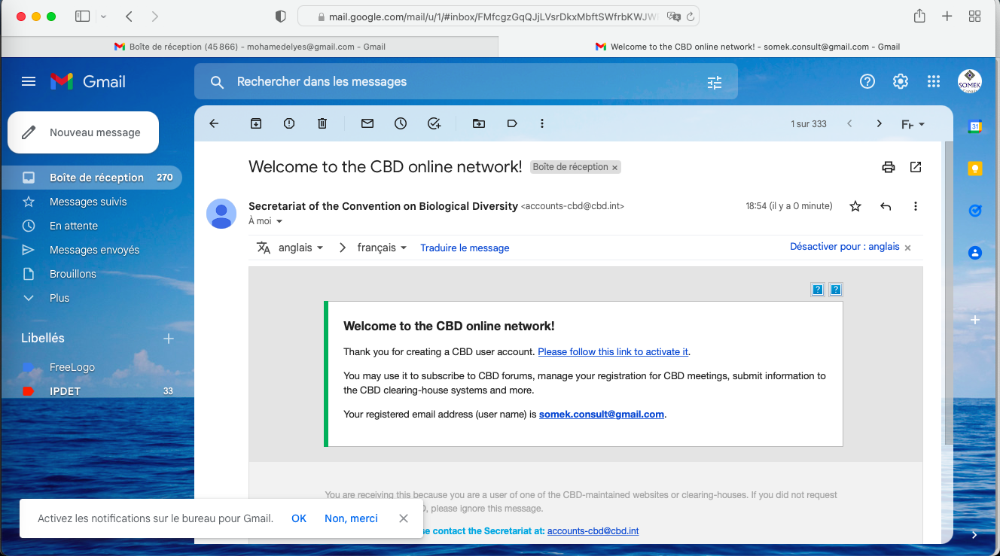 mail.google.com/mail/u/1/#inbox/FMfcgzGqQJjLVsrDkxMbftSWfrbKWJW
Boîte de réception (45 866) – mohamedelyes@gmail.com – Gmail
Welcome to the CBD online network! – somek.consult@gmail.com – Gmail
Gmail
Rechercher dans les messages
SOMEK
Consult
Nouveau message
1 sur 333
Boîte de réception 270
Messages suivis
En attente
Messages envoyés
Brouillons
Plus
Libellés
FreeLogo
IPDET 33
Welcome to the CBD online network! Boîte de réception ×
Secretariat of the Convention on Biological Diversity <accounts-cbd@cbd.int>
18:54 (il y a 0 minute)
À moi
anglais > français Traduire le message
Désactiver pour : anglais ×
? ?
Welcome to the CBD online network!
Thank you for creating a CBD user account. Please follow this link to activate it.
You may use it to subscribe to CBD forums, manage your registration for CBD meetings, submit information to
the CBD clearing-house systems and more.
Your registered email address (user name) is somek.consult@gmail.com.
You are receiving this because you are a user of one of the CBD-maintained websites or clearing-houses. If you did not request
, please ignore this message.
contact the Secretariat at: accounts-cbd@cbd.int
Activez les notifications sur le bureau pour Gmail. OK Non, merci
31